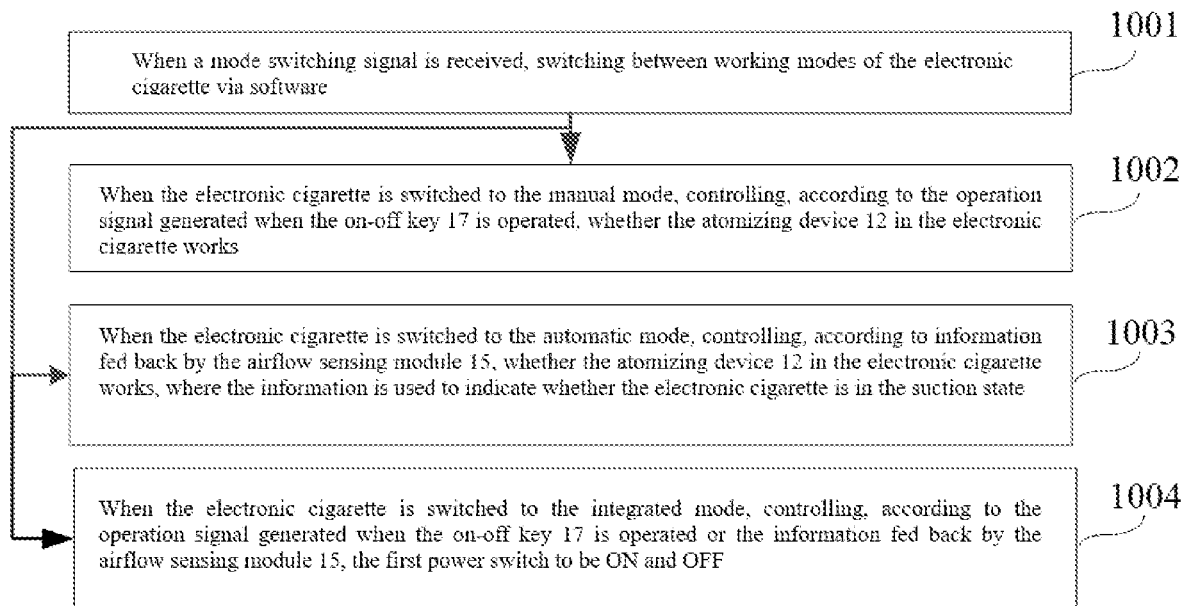 1001
When a mode switching signal is received, switching between working modes of the electronic
cigarette via software
1002
When the electronic cigarette is switched to the manual mode, controlling, according to the operation
signal generated when the on-off key 17 is operated, whether the atomizing device 12 in the electronic
cigarette works
1003
When the electronic cigarette is switched to the automatic mode, controlling, according to information
fed back by the airflow sensing module 15, whether the atomizing device 12 in the electronic cigarette
works, where the information is used to indicate whether the electronic cigarette is in the suction state
1004
When the electronic cigarette is switched to the integrated mode, controlling, according to the
operation signal generated when the on-off key 17 is operated or the information fed back by the
airflow sensing module 15, the first power switch to be ON and OFF